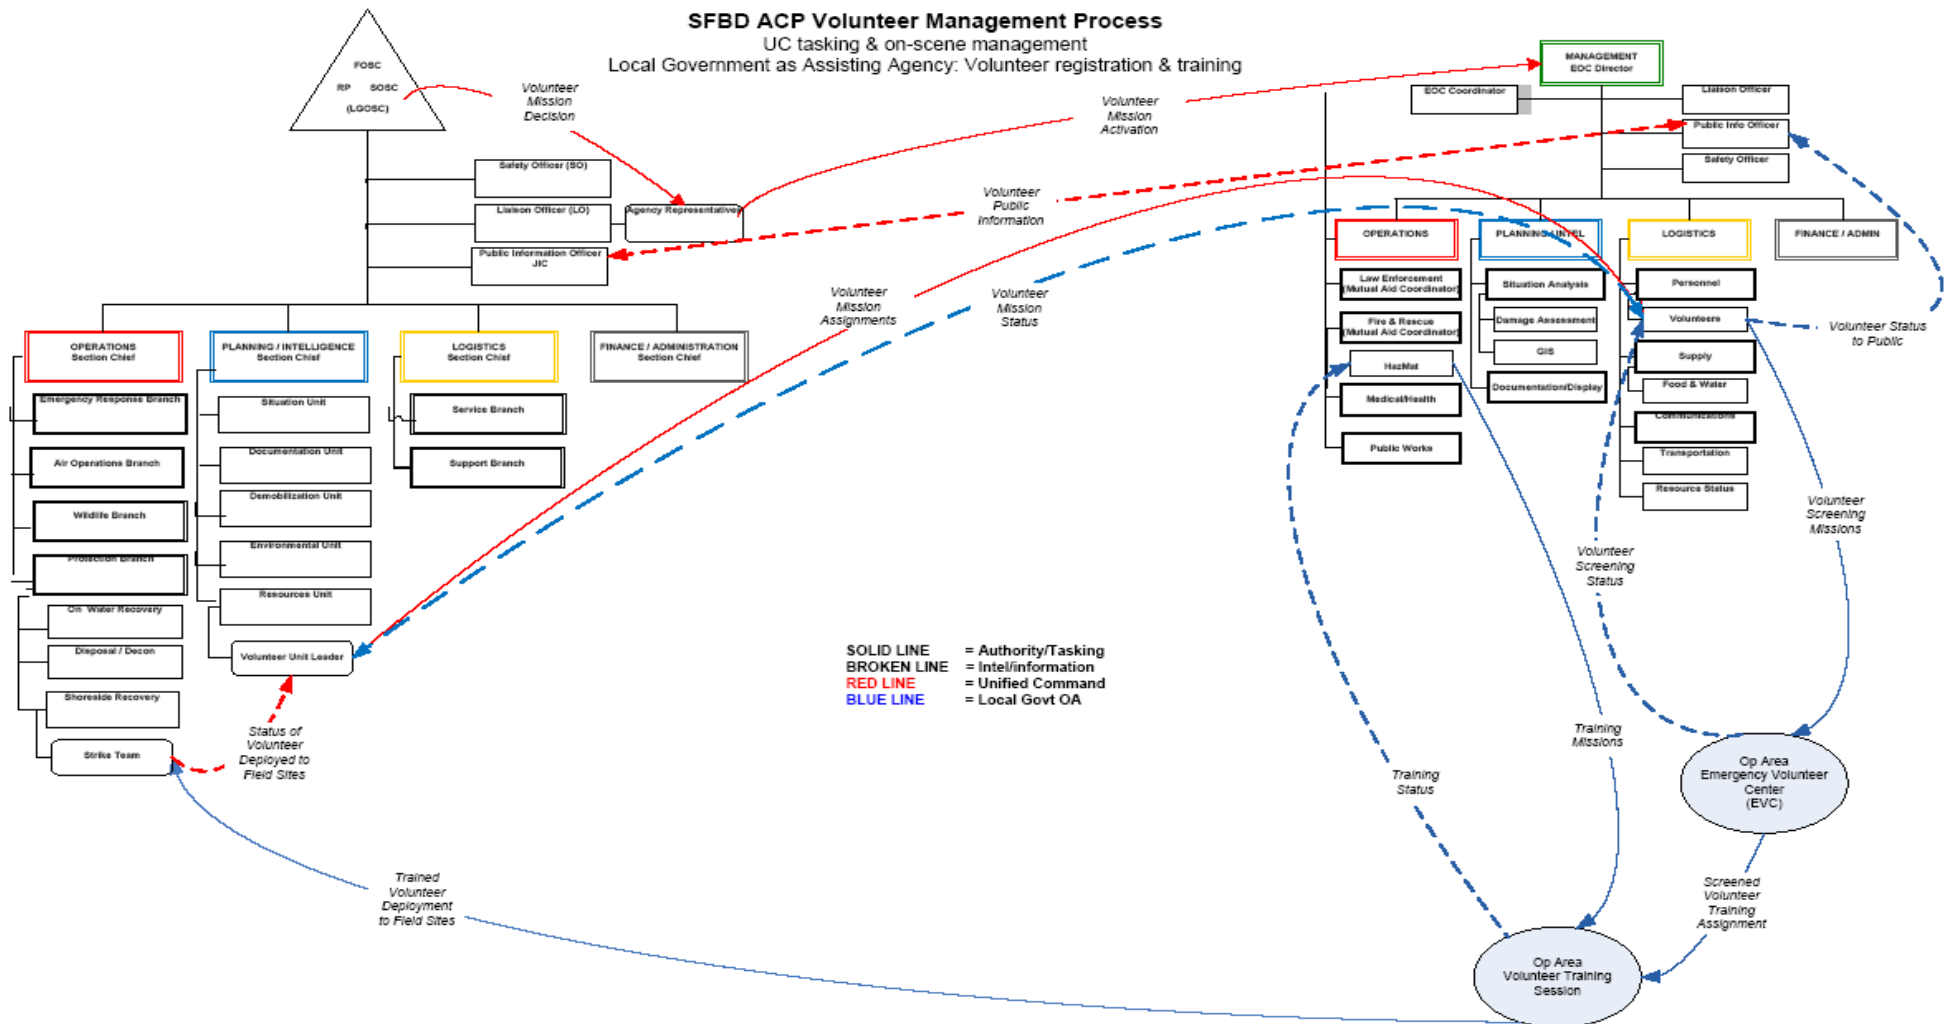 SFBD ACP Volunteer Management Process
UC tasking & on-scene management
Local Government as Assisting Agency: Volunteer registration & training
FOSC
RP SOSC
(LGOSC)
Volunteer
Mission
Decision
Safety Officer (SO)
Liaison Officer (LO)
Agency Representatives
Public Information Officer
JIC
Volunteer
Mission
Activation
Volunteer
Public
Information
Volunteer
Mission
Assignments
Volunteer
Mission
Status
OPERATIONS
Section Chief
Emergency Response Branch
Air Operations Branch
Wildlife Branch
Protection Branch
On Water Recovery
Disposal / Decon
Shoreside Recovery
Strike Team
PLANNING / INTELLIGENCE
Section Chief
Situation Unit
Documentation Unit
Demobilization Unit
Environmental Unit
Resources Unit
Volunteer Unit Leader
Status of
Volunteer
Deployed to
Field Sites
LOGISTICS
Section Chief
Service Branch
Support Branch
FINANCE / ADMINISTRATION
Section Chief
MANAGEMENT
EOC Director
EOC Coordinator
Liaison Officer
Public Info Officer
Safety Officer
OPERATIONS
Law Enforcement
(Mutual Aid Coordinator)
Fire & Rescue
(Mutual Aid Coordinator)
HazMat
Medical/Health
Public Works
PLANNING / INTEL
Situation Analysis
Damage Assessment
GIS
Documentation/Display
LOGISTICS
Personnel
Volunteers
Supply
Food & Water
Communications
Transportation
Resource Status
FINANCE / ADMIN
Volunteer Status
to Public
Volunteer
Screening
Missions
Volunteer
Screening
Status
SOLID LINE = Authority/Tasking
BROKEN LINE = Intel/information
RED LINE = Unified Command
BLUE LINE = Local Govt OA
Training
Missions
Training
Status
Op Area
Emergency Volunteer
Center
(EVC)
Screened
Volunteer
Training
Assignment
Op Area
Volunteer Training
Session
Trained
Volunteer
Deployment
to Field Sites